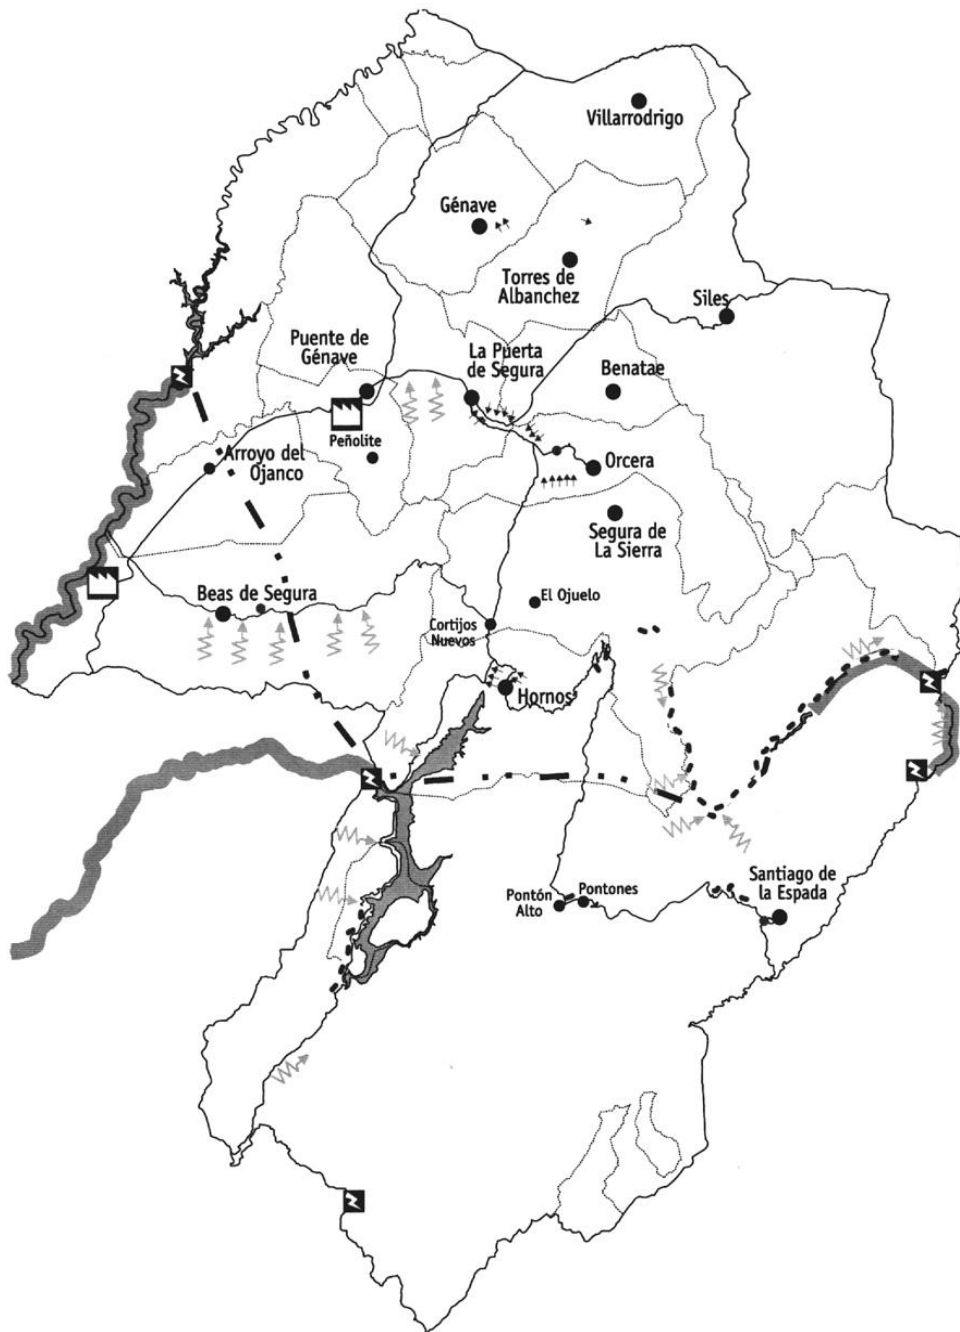 Villarrodrigo
Génave
Torres de
Albanchez
Siles
Puente de
Génave
La Puerta
de Segura
Benatae
Peñolite
Arroyo del
Ojanco
Orcera
Segura de
La Sierra
Beas de Segura
El Ojuelo
Cortijos
Nuevos
Hornos
Santiago de
la Espada
Pontón
Alto
Pontones